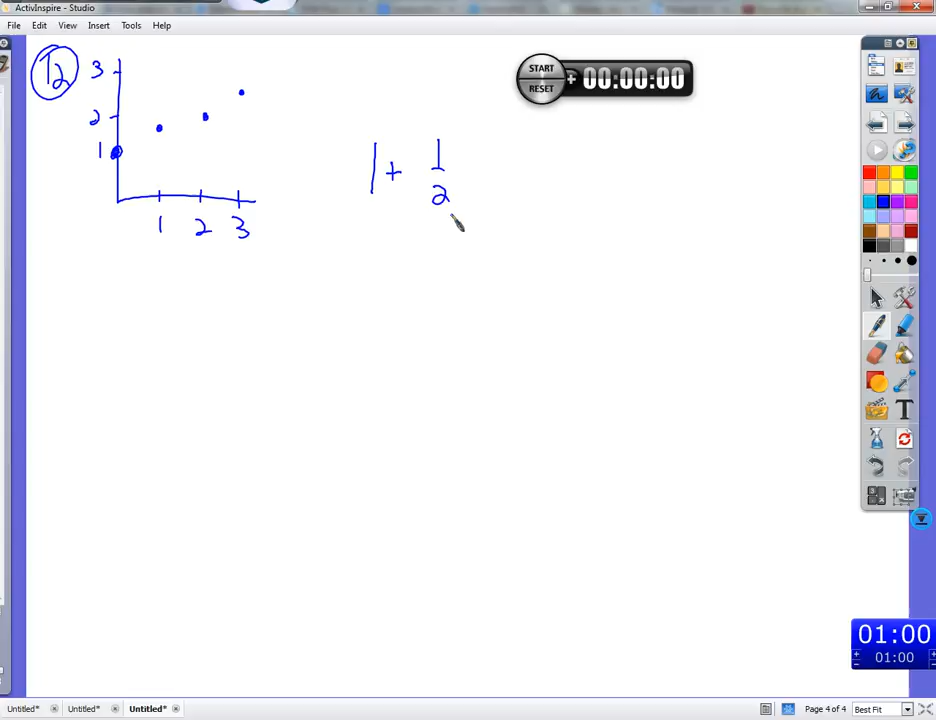 ActivInspire - Studio
File Edit View Insert Tools Help
12
3
2
1
1 2 3
1 + 1
2
START
RESET
+ 00:00:00
01:00
+ 01:00 +
T
Untitled* Untitled* Untitled*
Page 4 of 4 Best Fit